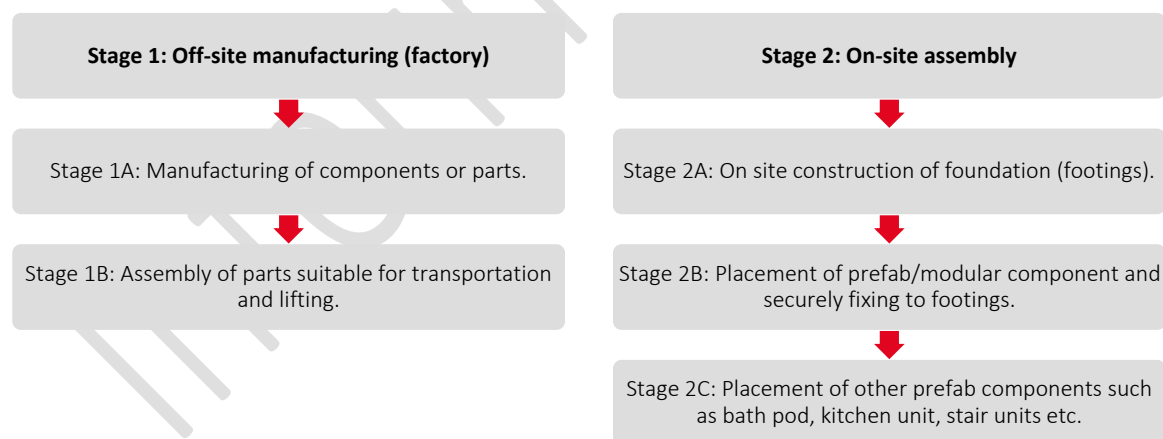 Stage 1: Off-site manufacturing (factory)
Stage 1A: Manufacturing of components or parts.
Stage 1B: Assembly of parts suitable for transportation
and lifting.
Stage 2: On-site assembly
Stage 2A: On site construction of foundation (footings).
Stage 2B: Placement of prefab/modular component and
securely fixing to footings.
Stage 2C: Placement of other prefab components such
as bath pod, kitchen unit, stair units etc.